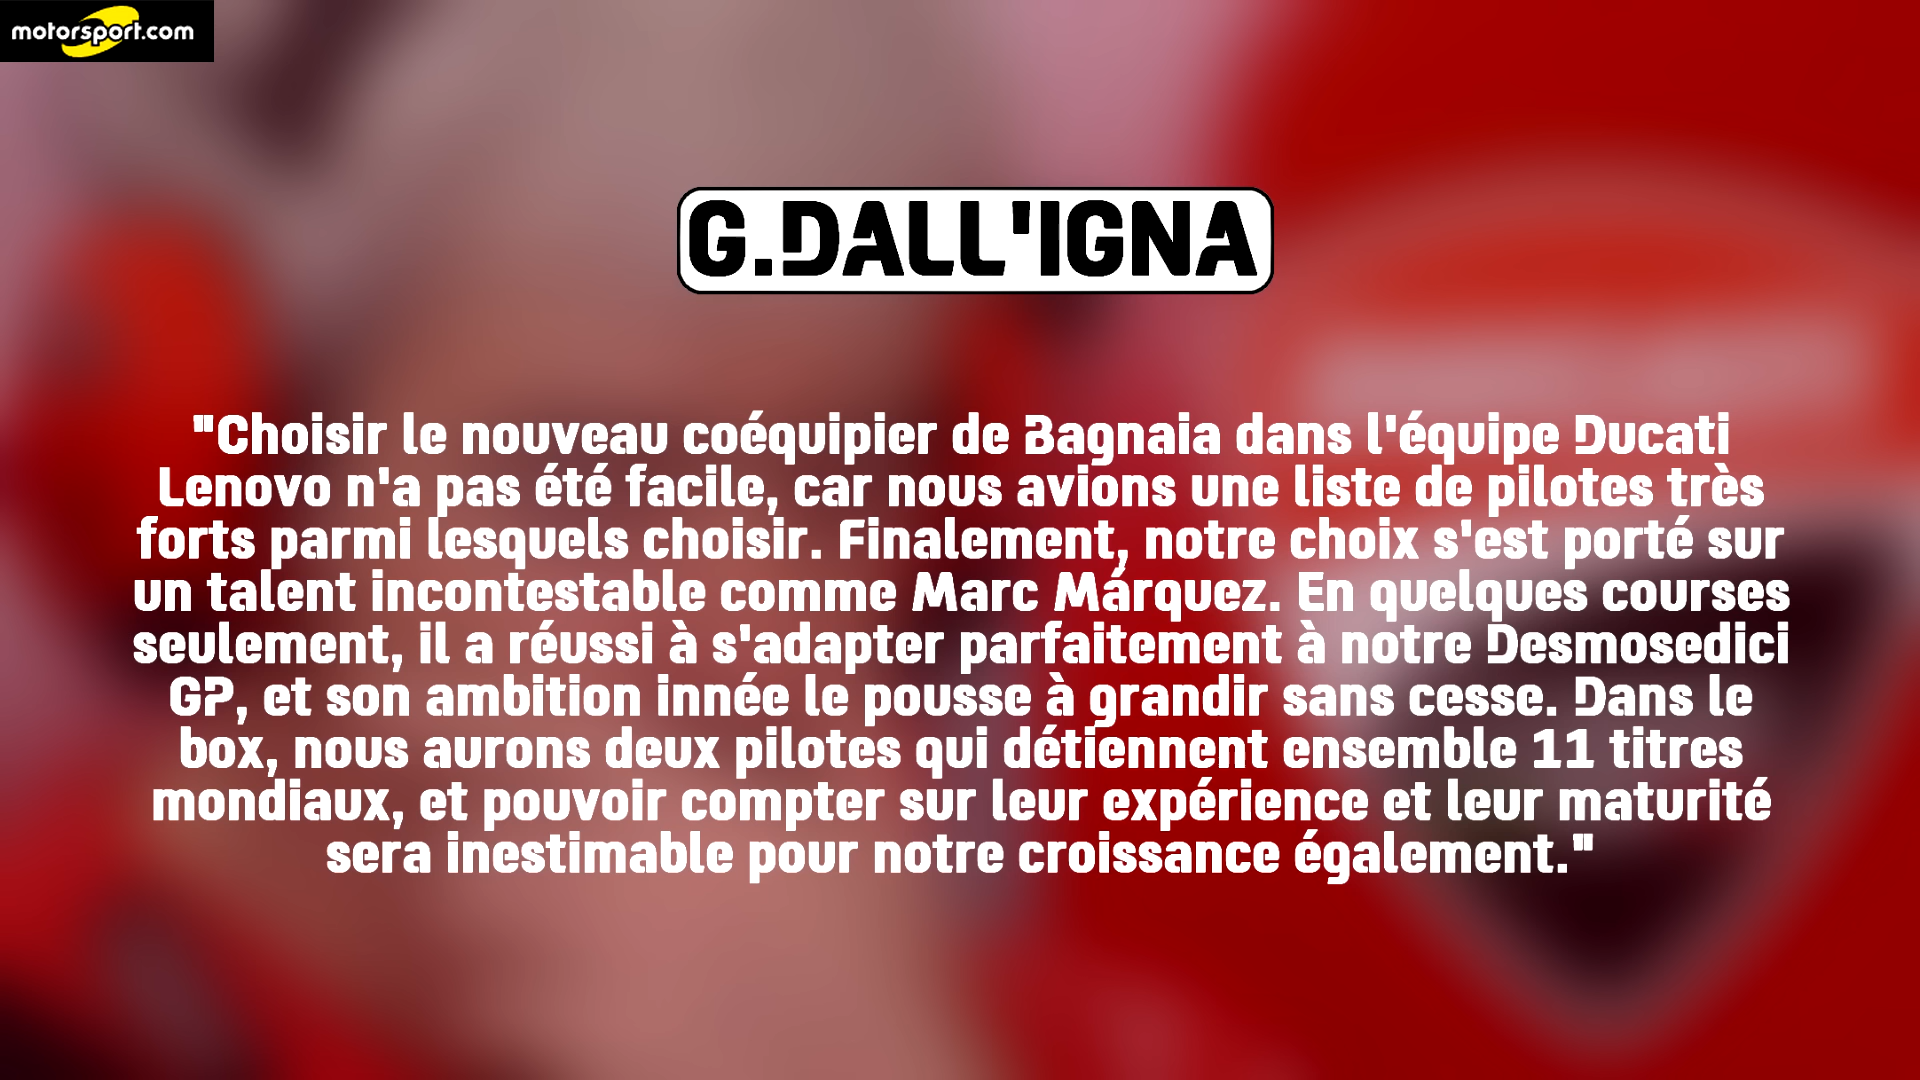 motorsport.com
G.DALL'IGNA
"Choisir le nouveau coéquipier de Bagnaia dans l'équipe Ducati
Lenovo n'a pas été facile, car nous avions une liste de pilotes très
forts parmi lesquels choisir. Finalement, notre choix s'est porté sur
un talent incontestable comme Marc Márquez. En quelques courses
seulement, il a réussi à s'adapter parfaitement à notre Desmosedici
GP, et son ambition innée le pousse à grandir sans cesse. Dans le
box, nous aurons deux pilotes qui détiennent ensemble 11 titres
mondiaux, et pouvoir compter sur leur expérience et leur maturité
sera inestimable pour notre croissance également."